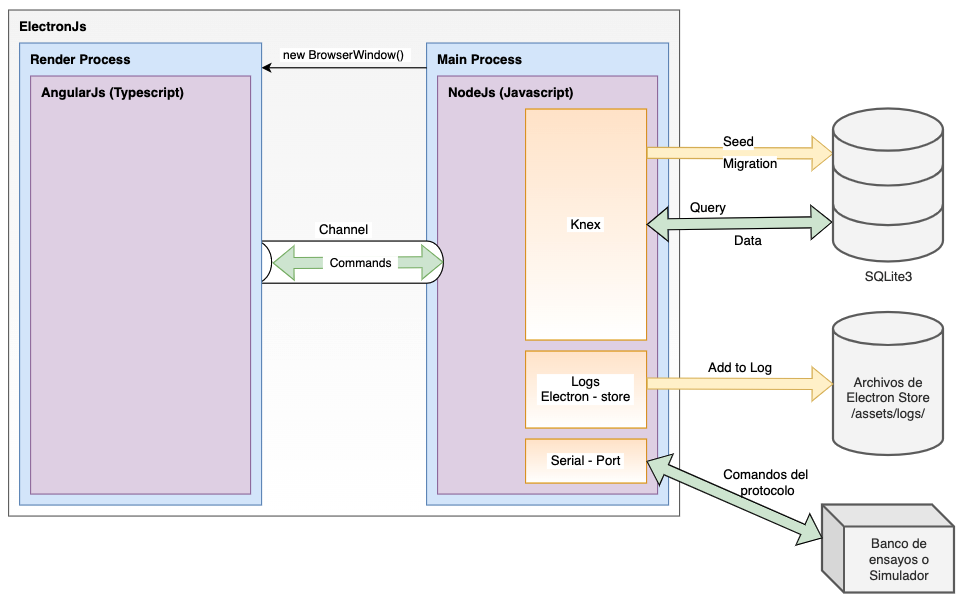 ElectronJs
Render Process
AngularJs (Typescript)
new BrowserWindow()
Main Process
NodeJs (Javascript)
Channel
Commands
Knex
Seed
Migration
Query
Data
SQLite3
Logs
Electron - store
Add to Log
Archivos de
Electron Store
/assets/logs/
Serial - Port
Comandos del
protocolo
Banco de
ensayos o
Simulador